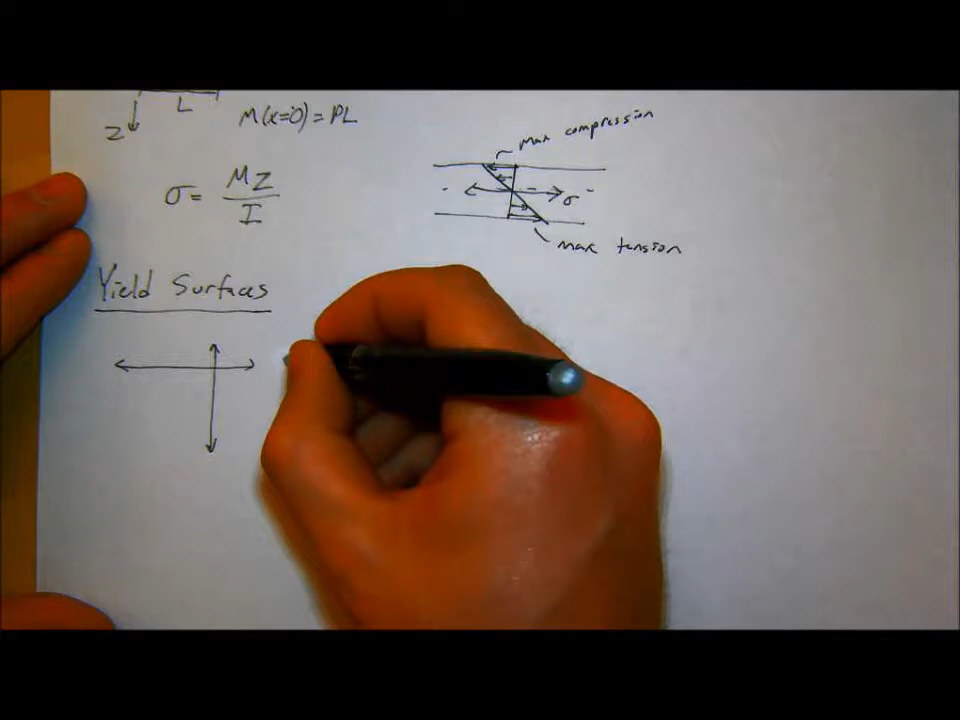 L
Z
M(x=0) = PL
Max compression
σ = MZ / I
σ
max tension
Yield Surfaces